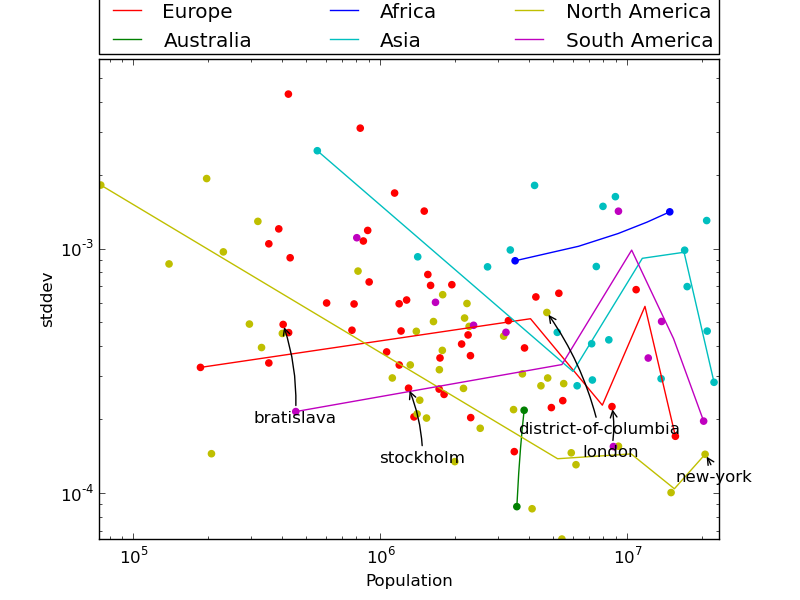 Europe Africa North America
Australia Asia South America
stddev
10^-3
10^-4
bratislava
district-of-columbia
stockholm
london
new-york
10^5 10^6 10^7
Population